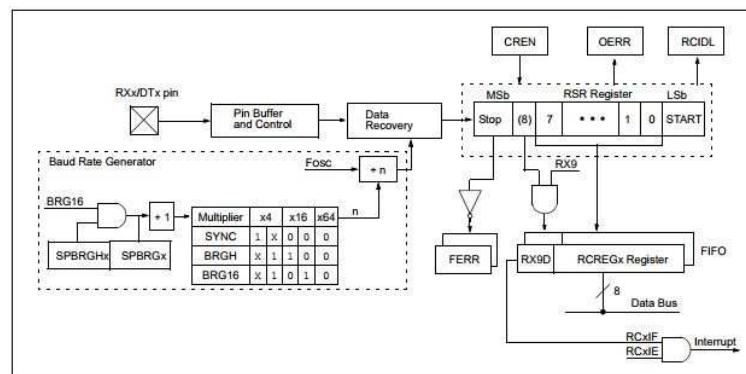 CREN OERR RCIDL
RXx/DTx pin
MSb RSR Register LSb
Pin Buffer
and Control
Data
Recovery
Stop (8) 7 • • • 1 0 START
Baud Rate Generator
Fosc
÷ n
RX9
BRG16
+ 1
n
Multiplier x4 x16 x64
SYNC 1 X 0 0 0
BRGH X 1 1 0 0
BRG16 X 1 0 1 0
SPBRGHx SPBRGx
FERR
RX9D RCREGx Register
FIFO
8
Data Bus
RCxIF
RCxIE
Interrupt